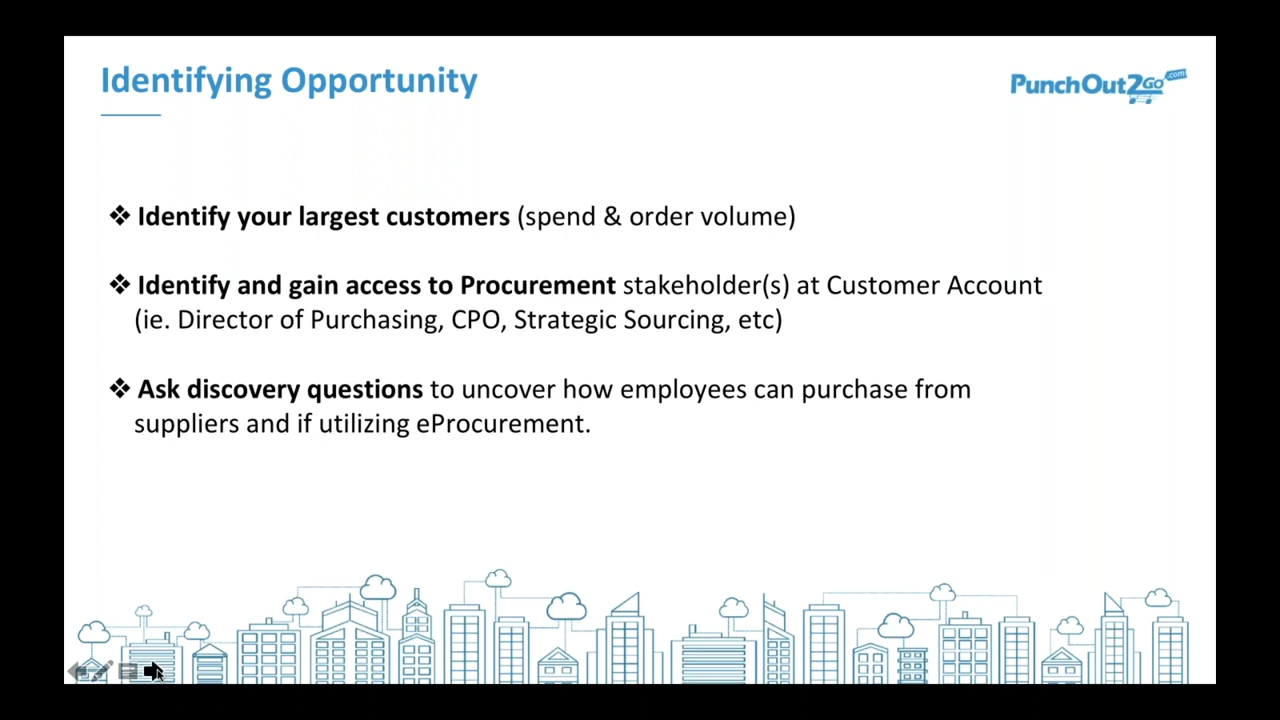 Identifying Opportunity
PunchOut2Go.com
❖ Identify your largest customers (spend & order volume)
❖ Identify and gain access to Procurement stakeholder(s) at Customer Account
(ie. Director of Purchasing, CPO, Strategic Sourcing, etc)
❖ Ask discovery questions to uncover how employees can purchase from
suppliers and if utilizing eProcurement.